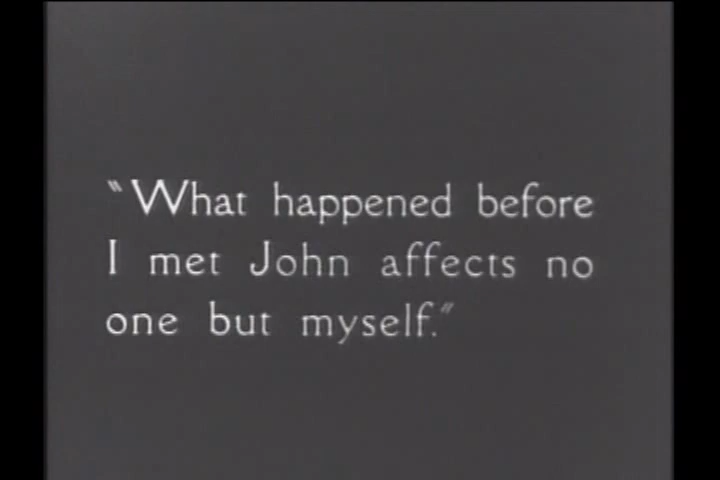 "What happened before
I met John affects no
one but myself."